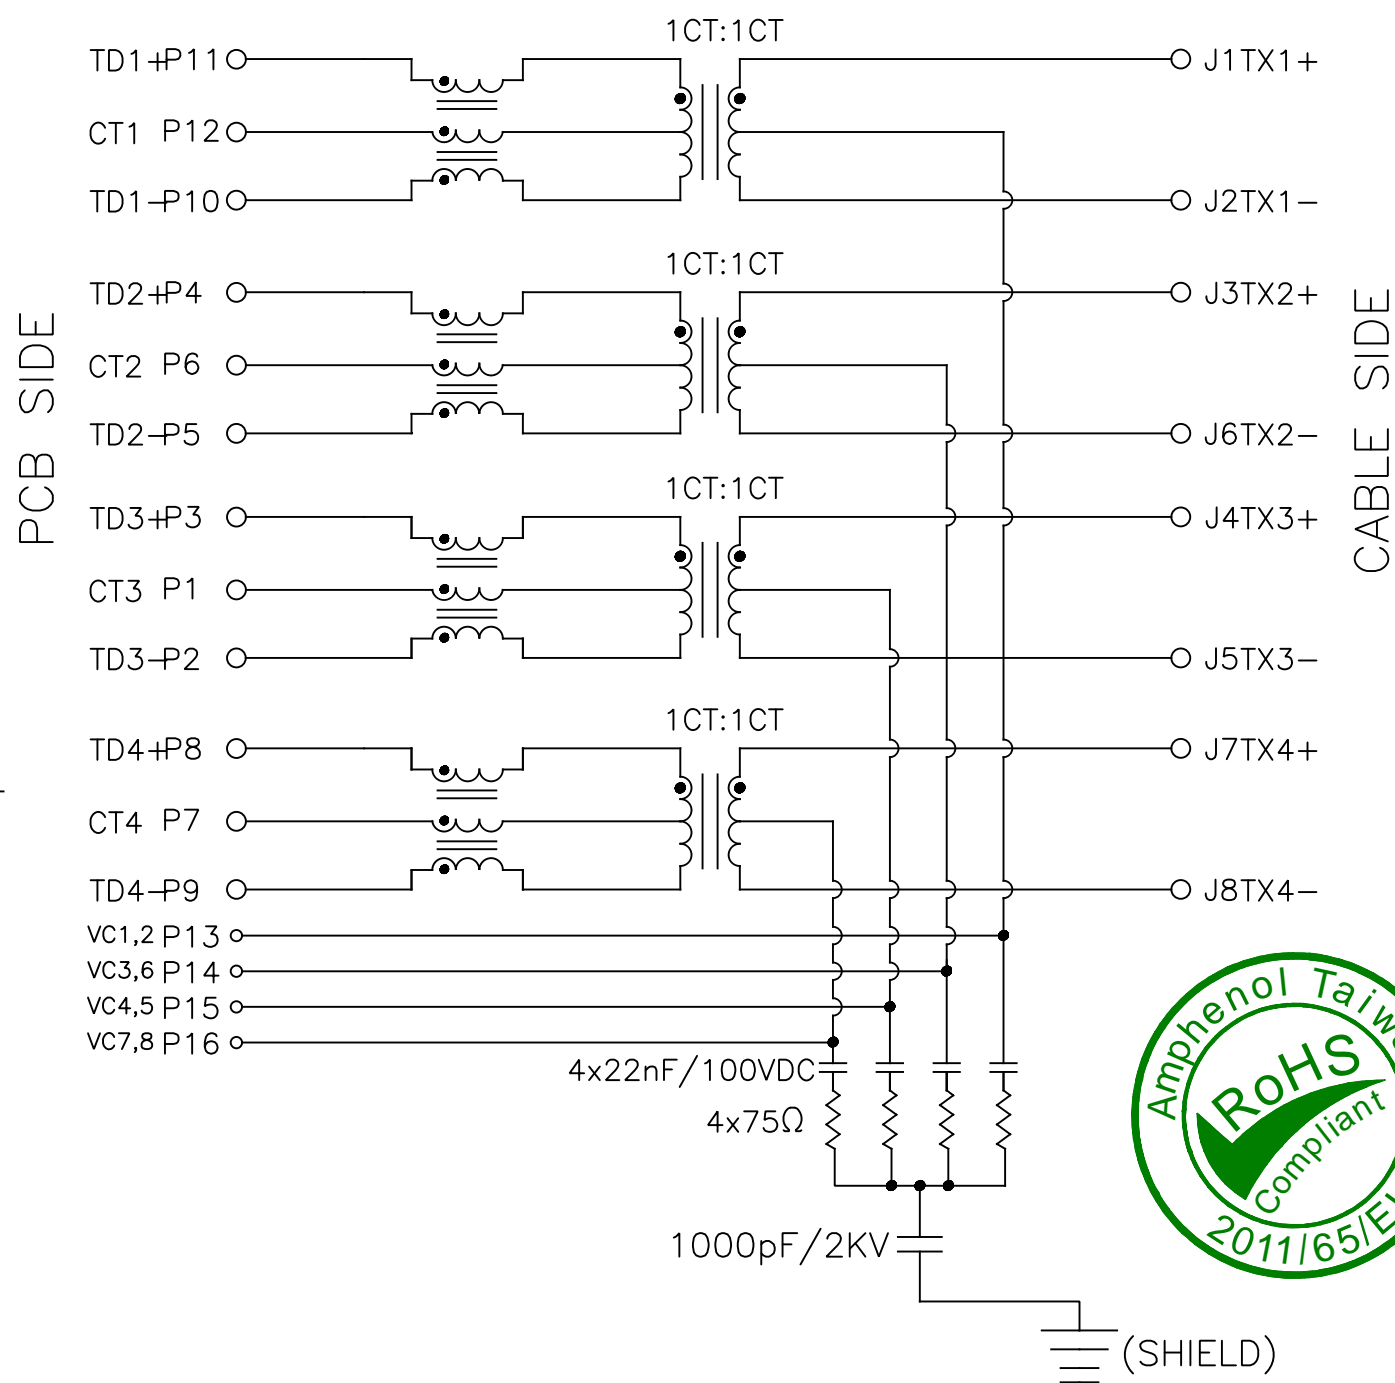 1CT:1CT
TD1+P11
J1TX1+
CT1 P12
TD1-P10
J2TX1-
1CT:1CT
TD2+P4
J3TX2+
CT2 P6
TD2-P5
J6TX2-
1CT:1CT
TD3+P3
J4TX3+
CT3 P1
TD3-P2
J5TX3-
1CT:1CT
TD4+P8
J7TX4+
CT4 P7
TD4-P9
J8TX4-
PCB SIDE
CABLE SIDE
VC1,2 P13
VC3,6 P14
VC4,5 P15
VC7,8 P16
4x22nF/100VDC
4x75Ω
1000pF/2KV
(SHIELD)
Amphenol
RoHS
Compliant
2011/65/